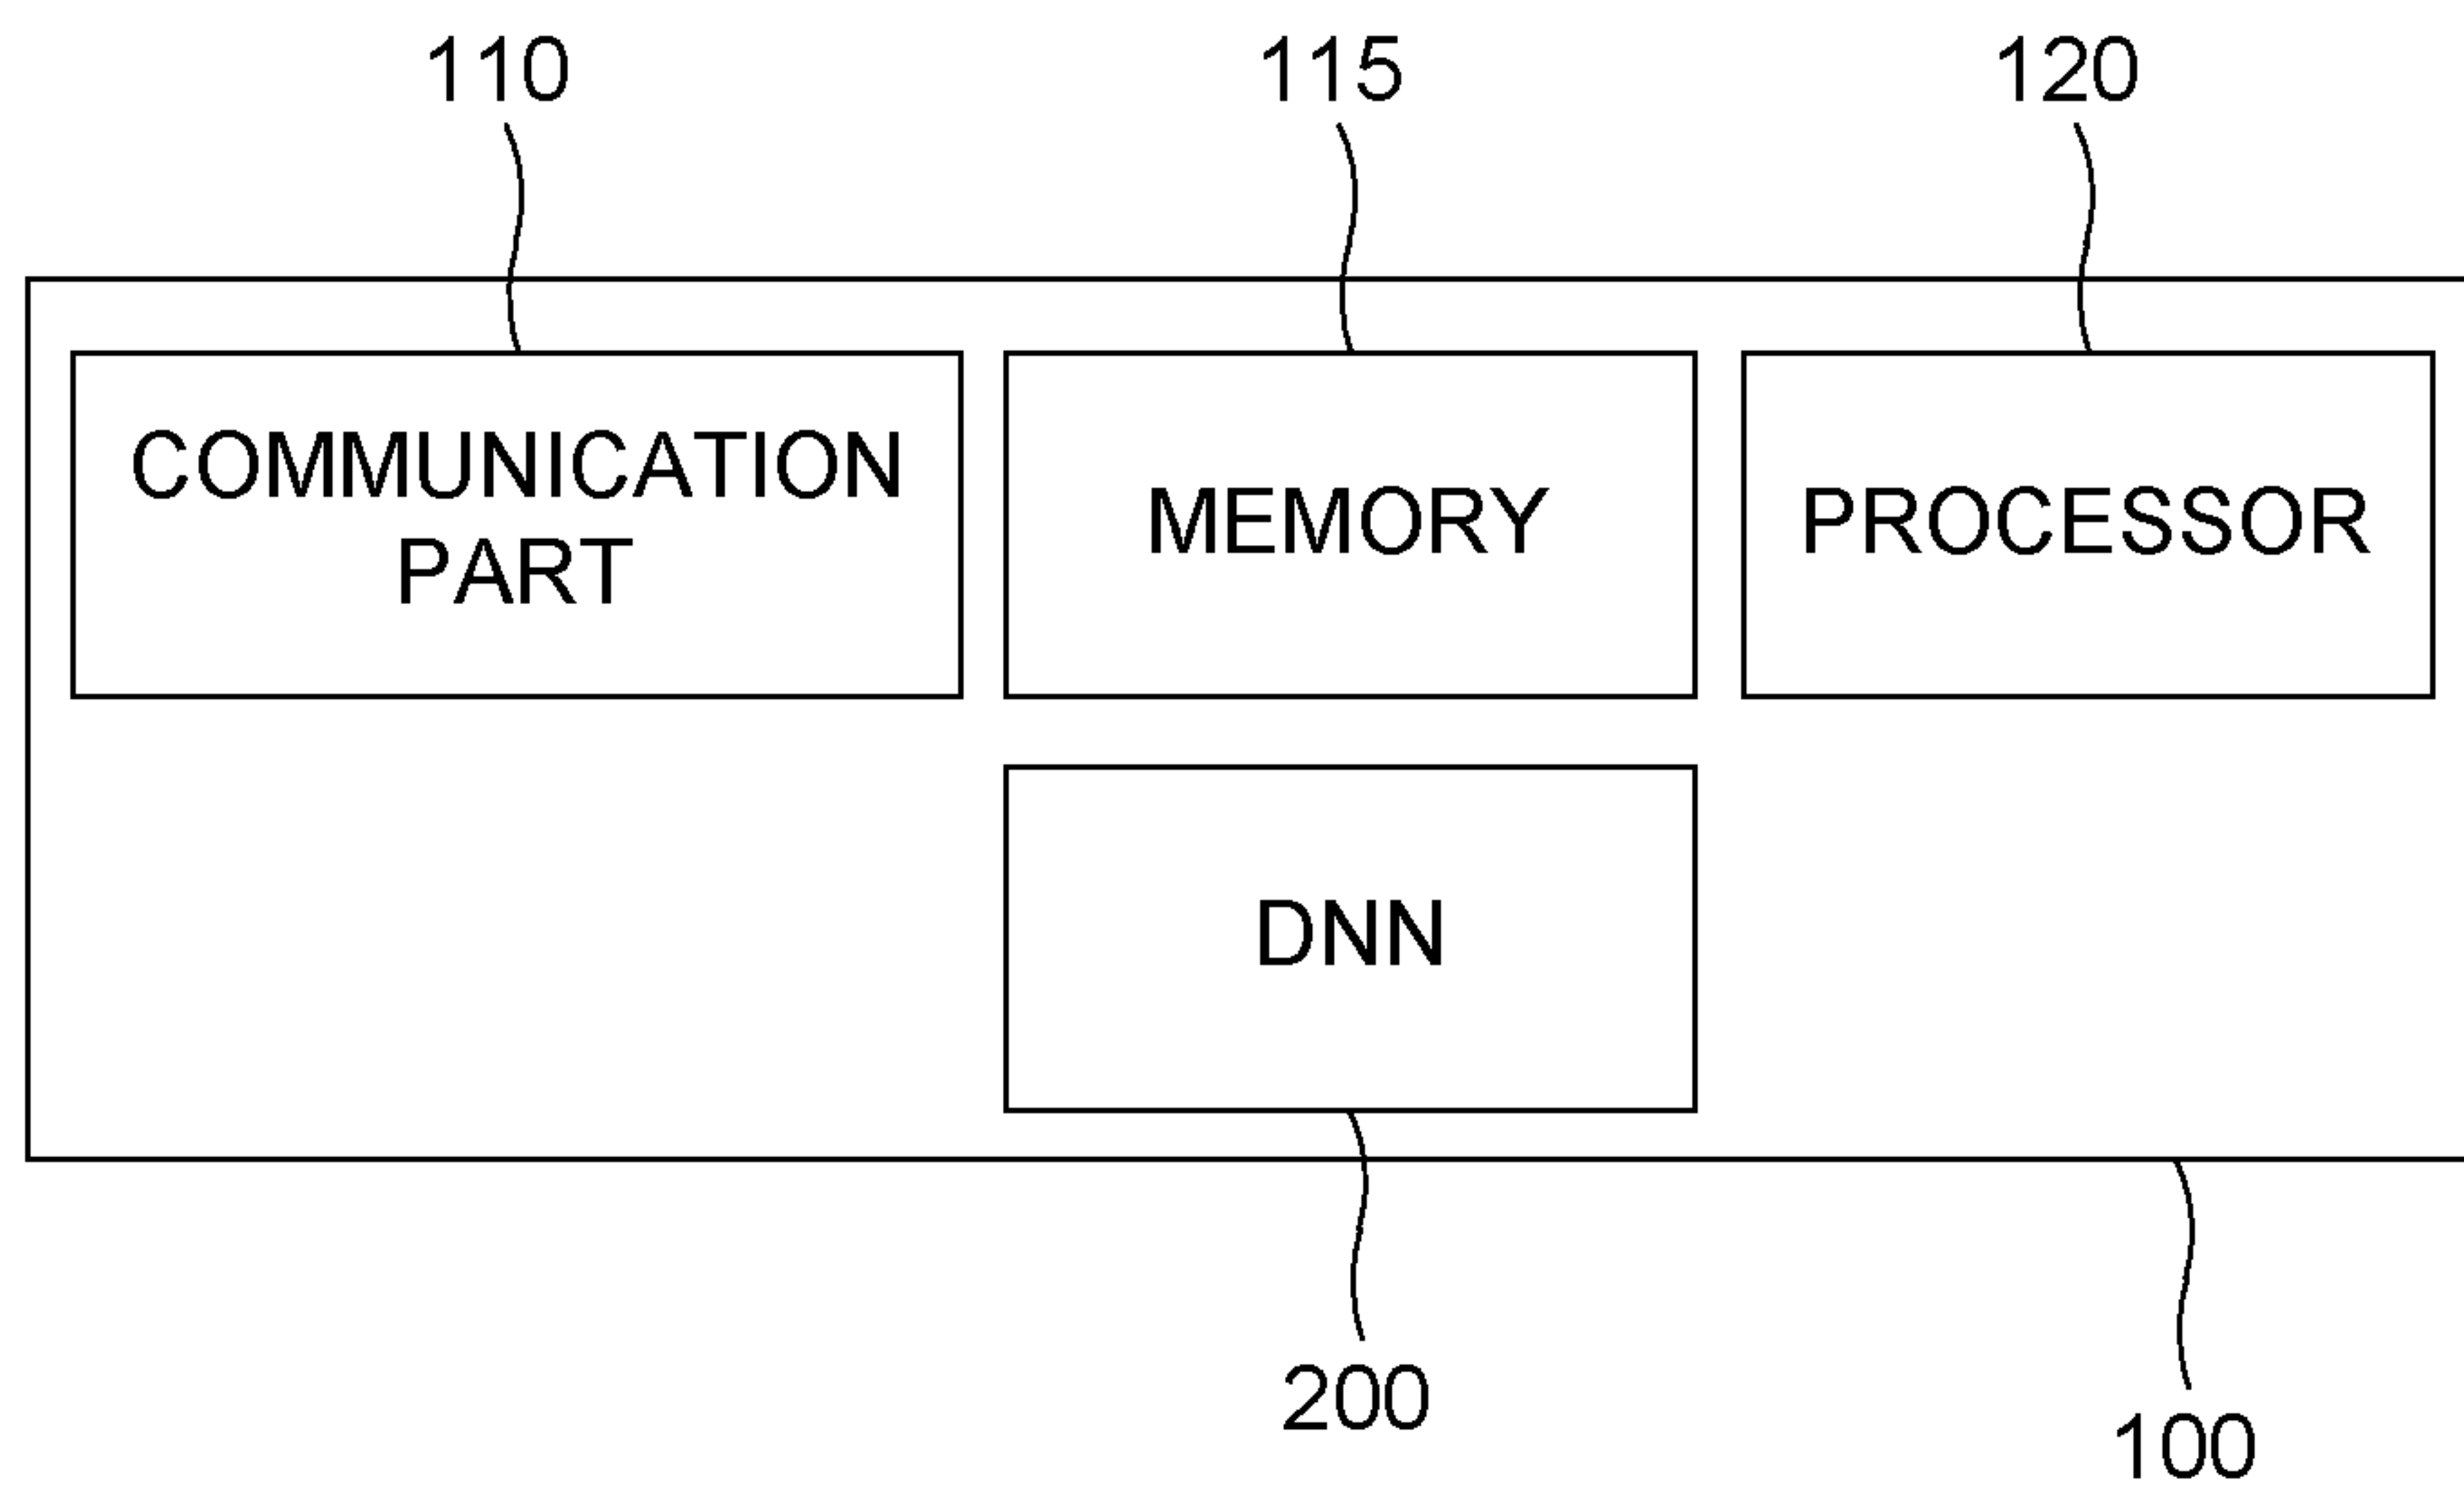 110
115
120
COMMUNICATION
PART
MEMORY
PROCESSOR
DNN
200
100